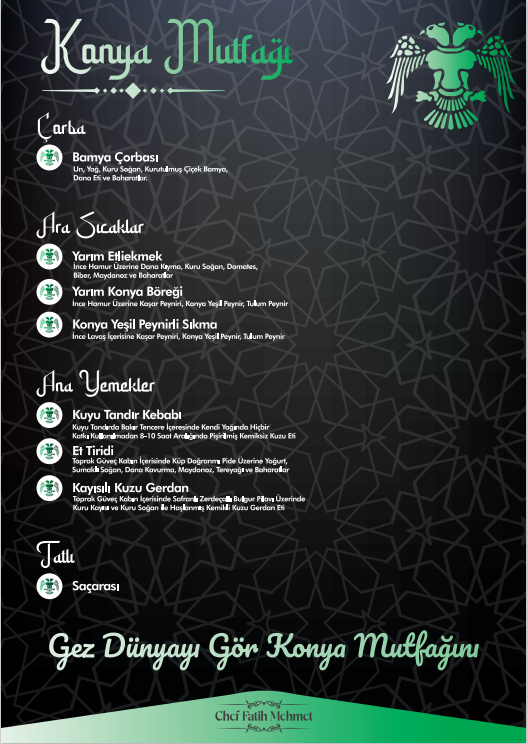 Konya Mutfağı
Çorba
Bamya Çorbası
Un, Yağ, Kuru Soğan, Kurutulmuş Çiçek Bamya,
Dana Eti ve Baharatlar.
Ara Sıcaklar
Yarım Etliekmek
İnce Hamur Üzerine Dana Kıyma, Kuru Soğan, Domates,
Biber, Maydonoz ve Baharatlar
Yarım Konya Böreği
İnce Hamur Üzerine Kaşar Peyniri, Konya Yeşil Peynir, Tulum Peynir
Konya Yeşil Peynirli Sıkma
İnce Lavaş İçerisine Kaşar Peyniri, Konya Yeşil Peynir, Tulum Peynir
Ana Yemekler
Kuyu Tandır Kebabı
Kuyu Tandırda Bakır Tencere İçeresinde Kendi Yağında Hiçbir
Katkı Kullanılmadan 8-10 Saat Aralığında Pişirilmiş Kemiksiz Kuzu Eti
Et Tiridi
Toprak Güveç Kabın İçerisinde Küp Dağranmış Pide Üzerine Yoğurt,
Sumaklı Soğan, Dana Kavurma, Maydonoz, Tereyağı ve Baharatlar
Kayısılı Kuzu Gerdan
Toprak Güveç Kabın İçerisinde Safranlı Zerdeçallı Bulgur Pilavı Üzerinde
Kuru Kayısı ve Kuru Soğan ile Haşlanmış Kemikli Kuzu Gerdan Eti
Tatlı
Saçarası
Gez Dünyayı Gör Konya Mutfağını
Chef Fatih Mehmet